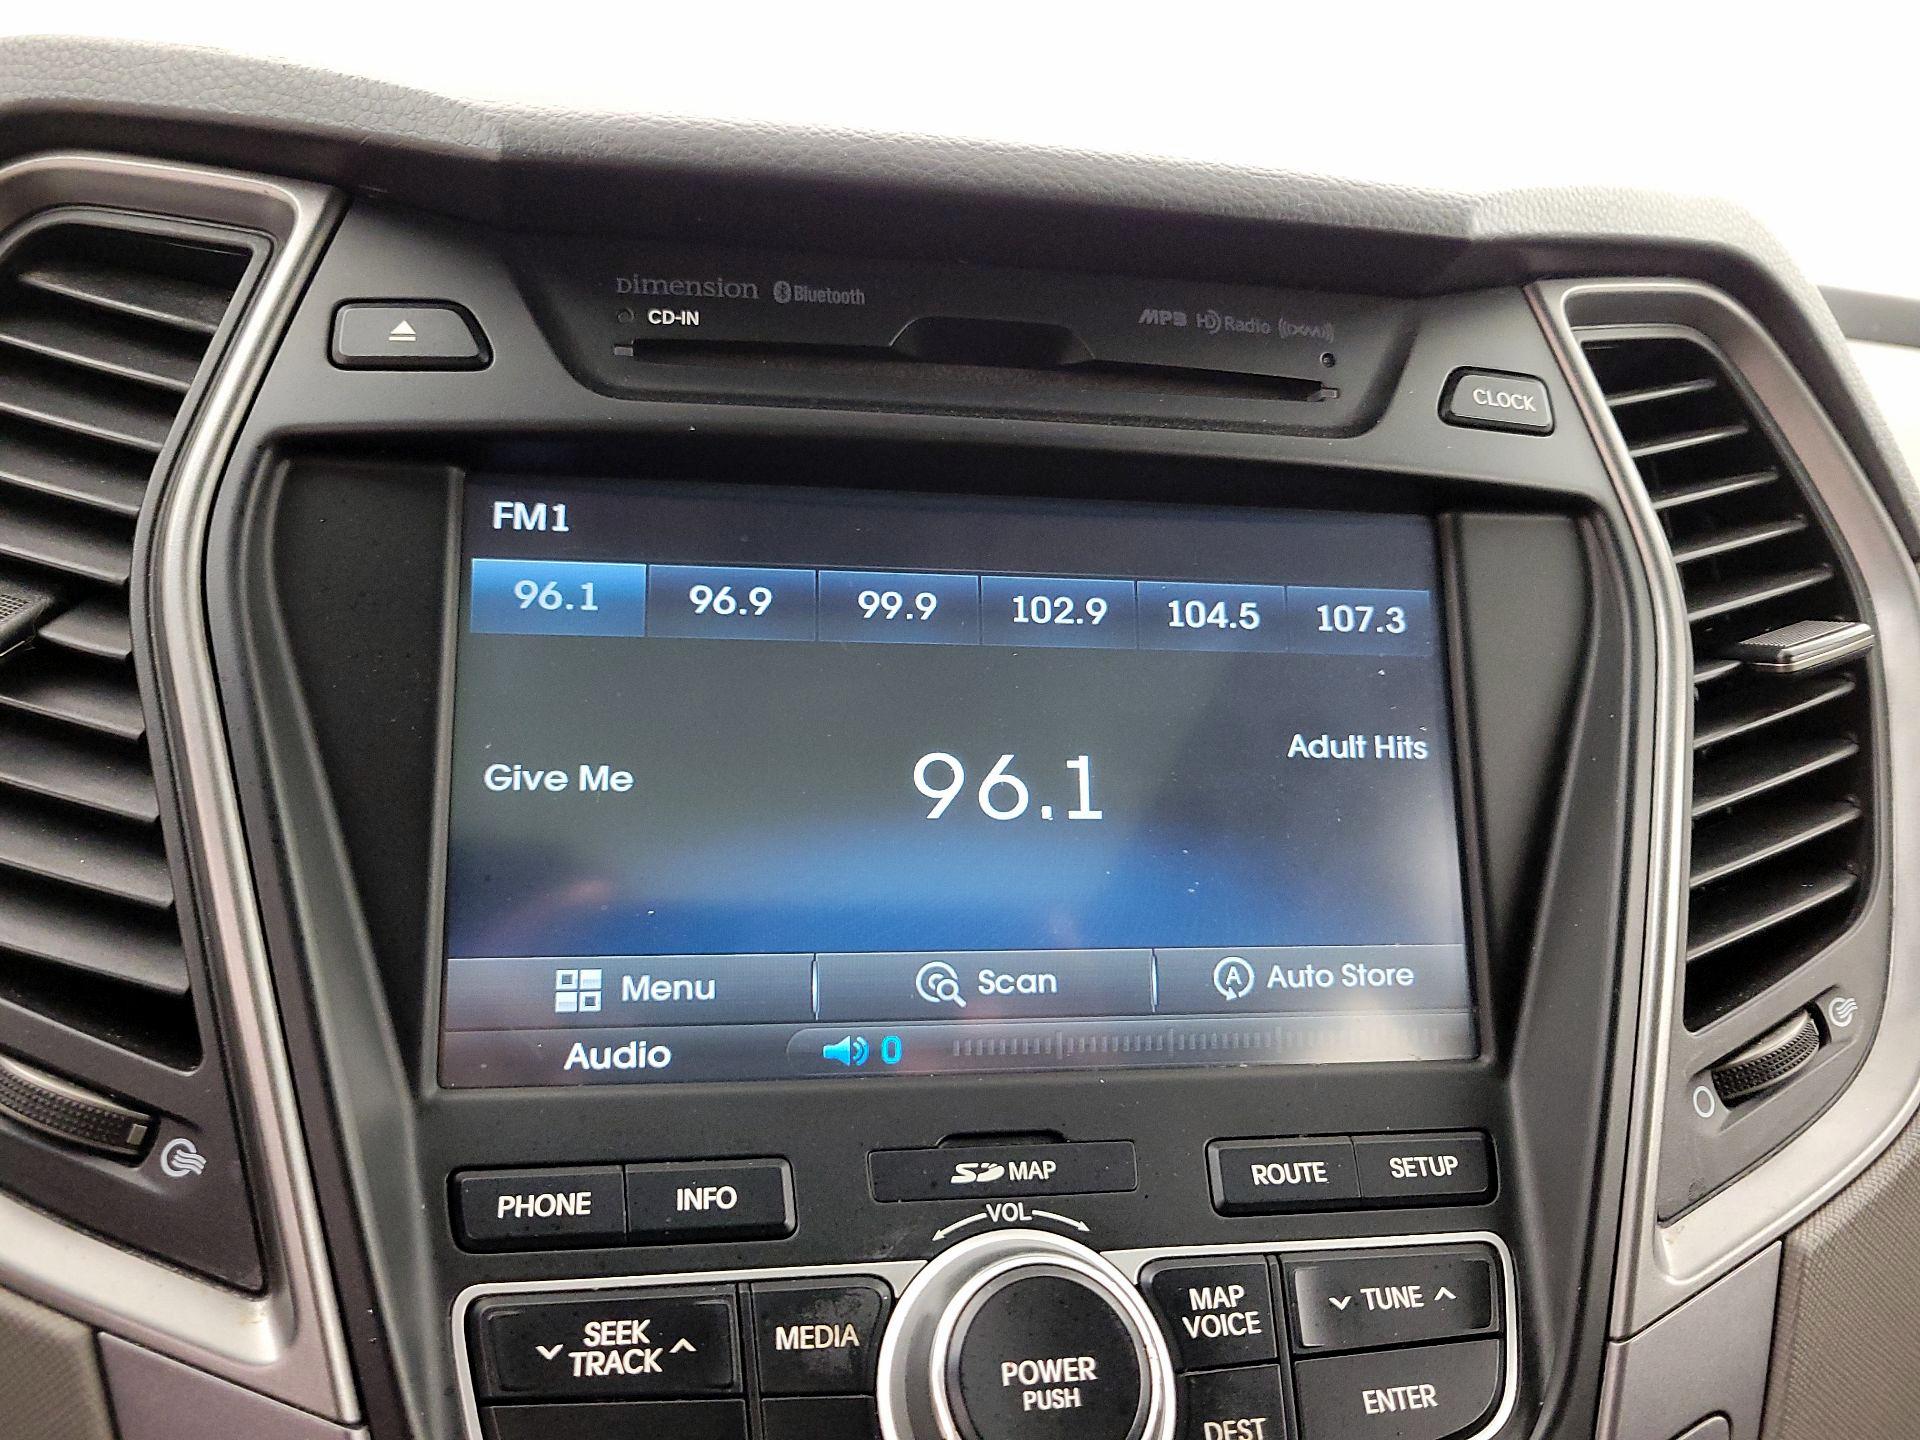 Dimension Bluetooth
CD-IN
MP3 HD Radio ((XM))
CLOCK
FM1
96.1 96.9 99.9 102.9 104.5 107.3
Give Me
96.1
Adult Hits
Menu
Scan
Auto Store
Audio
0
PHONE
INFO
SD MAP
ROUTE
SETUP
VOL
SEEK
TRACK
MEDIA
POWER
PUSH
MAP
VOICE
TUNE
ENTER
DEST